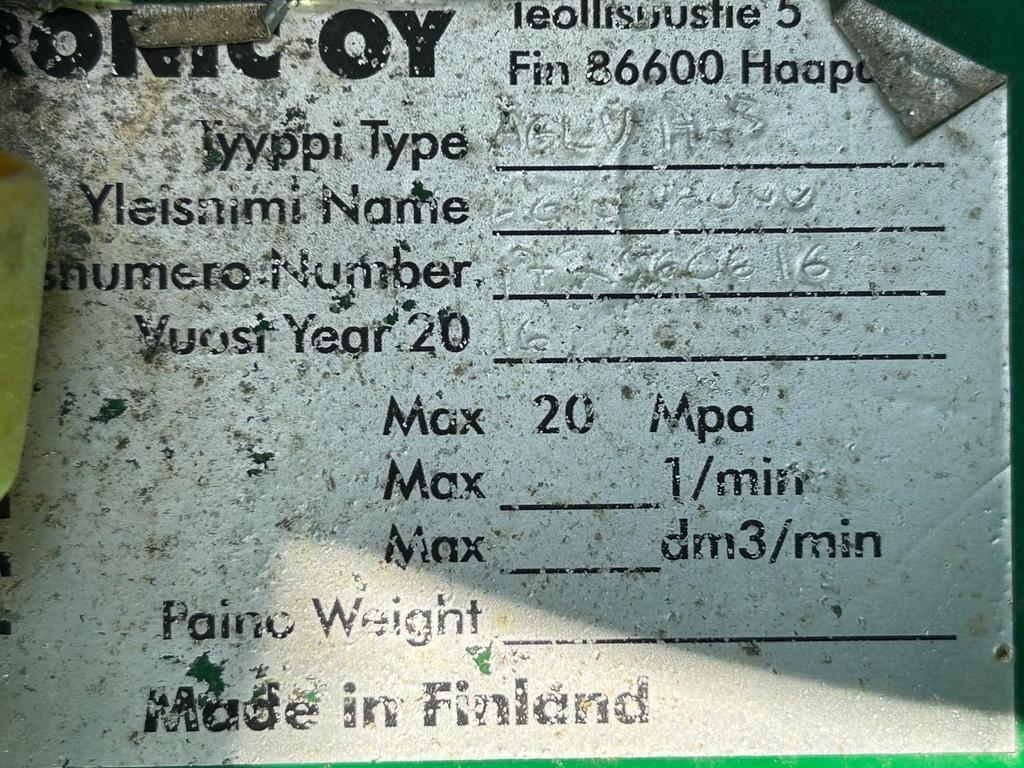 RONIC OY
Teollisuustie 5
Fin 86600 Haapa
Tyyppi Type
Yleisnimi Name
snumero Number
Vuosi Year 20 16
Max 20 Mpa
Max 1/min
Max dm3/min
Paino Weight
Made in Finland